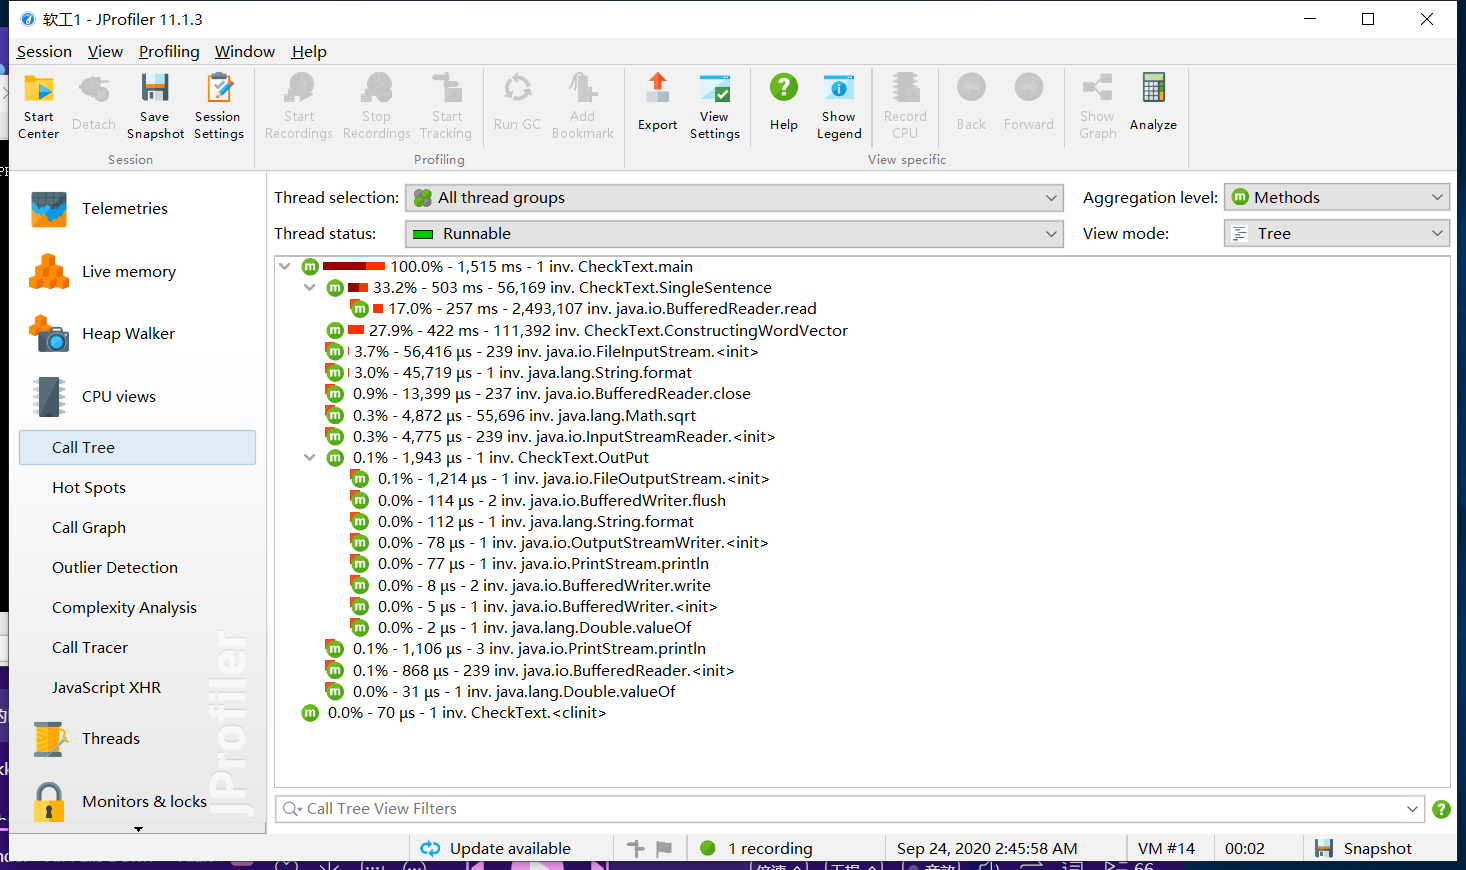 软工1 - JProfiler 11.1.3
Session View Profiling Window Help
Start Center
Detach
Save Snapshot
Session Settings
Start Recordings
Stop Recordings
Start Tracking
Run GC
Add Bookmark
Export
View Settings
Help
Show Legend
Record CPU
Back
Forward
Show Graph
Analyze
Session
Profiling
View specific
Telemetries
Live memory
Heap Walker
CPU views
Call Tree
Hot Spots
Call Graph
Outlier Detection
Complexity Analysis
Call Tracer
JavaScript XHR
Threads
Monitors & locks
JProfiler
Thread selection: All thread groups
Aggregation level: Methods
Thread status: Runnable
View mode: Tree
100.0% - 1,515 ms - 1 inv. CheckText.main
33.2% - 503 ms - 56,169 inv. CheckText.SingleSentence
17.0% - 257 ms - 2,493,107 inv. java.io.BufferedReader.read
27.9% - 422 ms - 111,392 inv. CheckText.ConstructingWordVector
3.7% - 56,416 µs - 239 inv. java.io.FileInputStream.<init>
3.0% - 45,719 µs - 1 inv. java.lang.String.format
0.9% - 13,399 µs - 237 inv. java.io.BufferedReader.close
0.3% - 4,872 µs - 55,696 inv. java.lang.Math.sqrt
0.3% - 4,775 µs - 239 inv. java.io.InputStreamReader.<init>
0.1% - 1,943 µs - 1 inv. CheckText.OutPut
0.1% - 1,214 µs - 1 inv. java.io.FileOutputStream.<init>
0.0% - 114 µs - 2 inv. java.io.BufferedWriter.flush
0.0% - 112 µs - 1 inv. java.lang.String.format
0.0% - 78 µs - 1 inv. java.io.OutputStreamWriter.<init>
0.0% - 77 µs - 1 inv. java.io.PrintStream.println
0.0% - 8 µs - 2 inv. java.io.BufferedWriter.write
0.0% - 5 µs - 1 inv. java.io.BufferedWriter.<init>
0.0% - 2 µs - 1 inv. java.lang.Double.valueOf
0.1% - 1,106 µs - 3 inv. java.io.PrintStream.println
0.1% - 868 µs - 239 inv. java.io.BufferedReader.<init>
0.0% - 31 µs - 1 inv. java.lang.Double.valueOf
0.0% - 70 µs - 1 inv. CheckText.<clinit>
Call Tree View Filters
Update available
1 recording
Sep 24, 2020 2:45:58 AM
VM #14
00:02
Snapshot